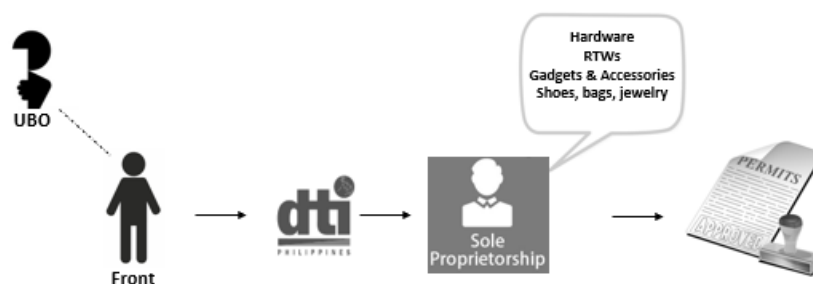 UBO
Front
dti
PHILIPPINES
Sole
Proprietorship
Hardware
RTWs
Gadgets & Accessories
Shoes, bags, jewelry
PERMITS
APPROVED